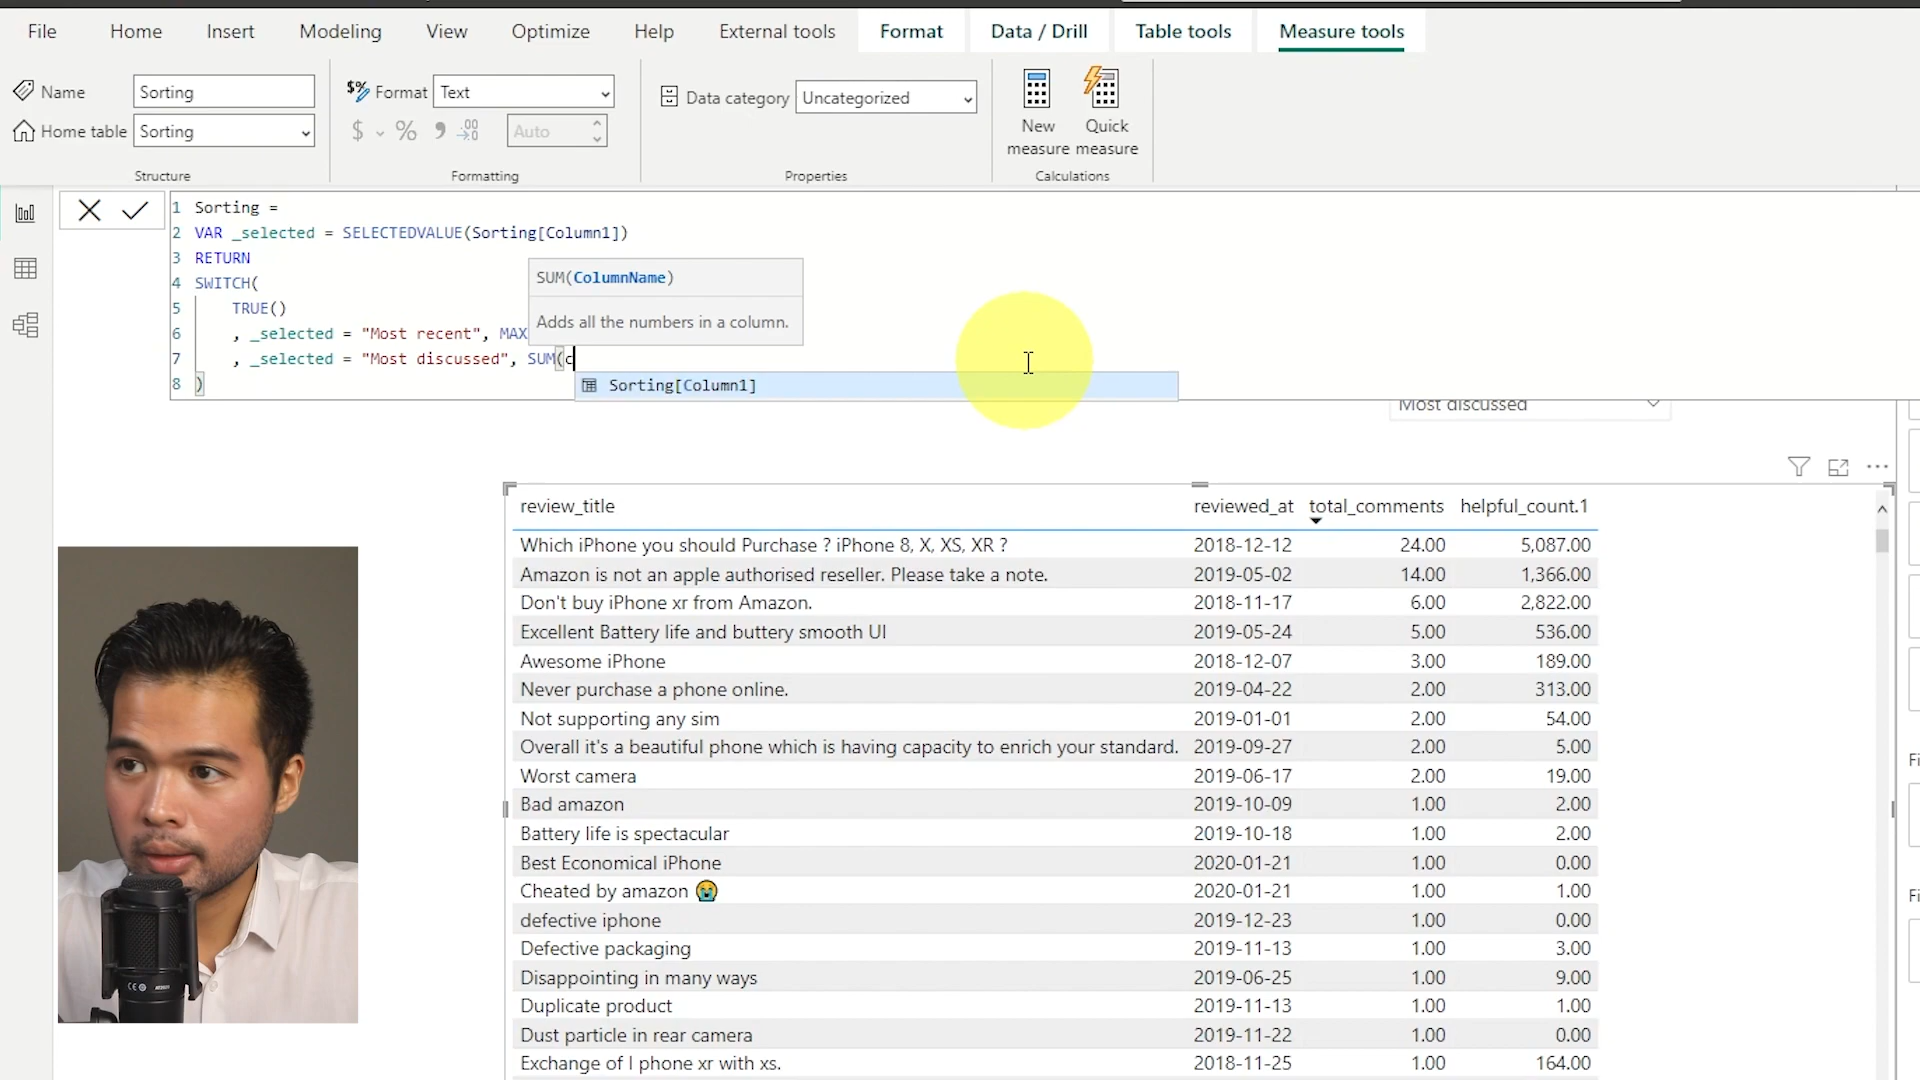 File Home Insert Modeling View Optimize Help External tools Format Data / Drill Table tools Measure tools
Name Sorting
Home table Sorting
Structure
$% Format Text
$ % 9 .00 →.0 Auto
Formatting
Data category Uncategorized
Properties
New measure
Quick measure
Calculations
1 Sorting =
2 VAR _selected = SELECTEDVALUE(Sorting[Column1])
3 RETURN
4 SWITCH(
5 TRUE()
6 , _selected = "Most recent", MAX
7 , _selected = "Most discussed", SUM(c
8 )
SUM(ColumnName)
Adds all the numbers in a column.
Sorting[Column1]
Most discussed
review_title reviewed_at total_comments helpful_count.1
Which iPhone you should Purchase ? iPhone 8, X, XS, XR ? 2018-12-12 24.00 5,087.00
Amazon is not an apple authorised reseller. Please take a note. 2019-05-02 14.00 1,366.00
Don't buy iPhone xr from Amazon. 2018-11-17 6.00 2,822.00
Excellent Battery life and buttery smooth UI 2019-05-24 5.00 536.00
Awesome iPhone 2018-12-07 3.00 189.00
Never purchase a phone online. 2019-04-22 2.00 313.00
Not supporting any sim 2019-01-01 2.00 54.00
Overall it's a beautiful phone which is having capacity to enrich your standard. 2019-09-27 2.00 5.00
Worst camera 2019-06-17 2.00 19.00
Bad amazon 2019-10-09 1.00 2.00
Battery life is spectacular 2019-10-18 1.00 2.00
Best Economical iPhone 2020-01-21 1.00 0.00
Cheated by amazon 😭 2020-01-21 1.00 1.00
defective iphone 2019-12-23 1.00 0.00
Defective packaging 2019-11-13 1.00 3.00
Disappointing in many ways 2019-06-25 1.00 9.00
Duplicate product 2019-11-13 1.00 1.00
Dust particle in rear camera 2019-11-22 1.00 0.00
Exchange of I phone xr with xs. 2018-11-25 1.00 164.00
Fi
Fi